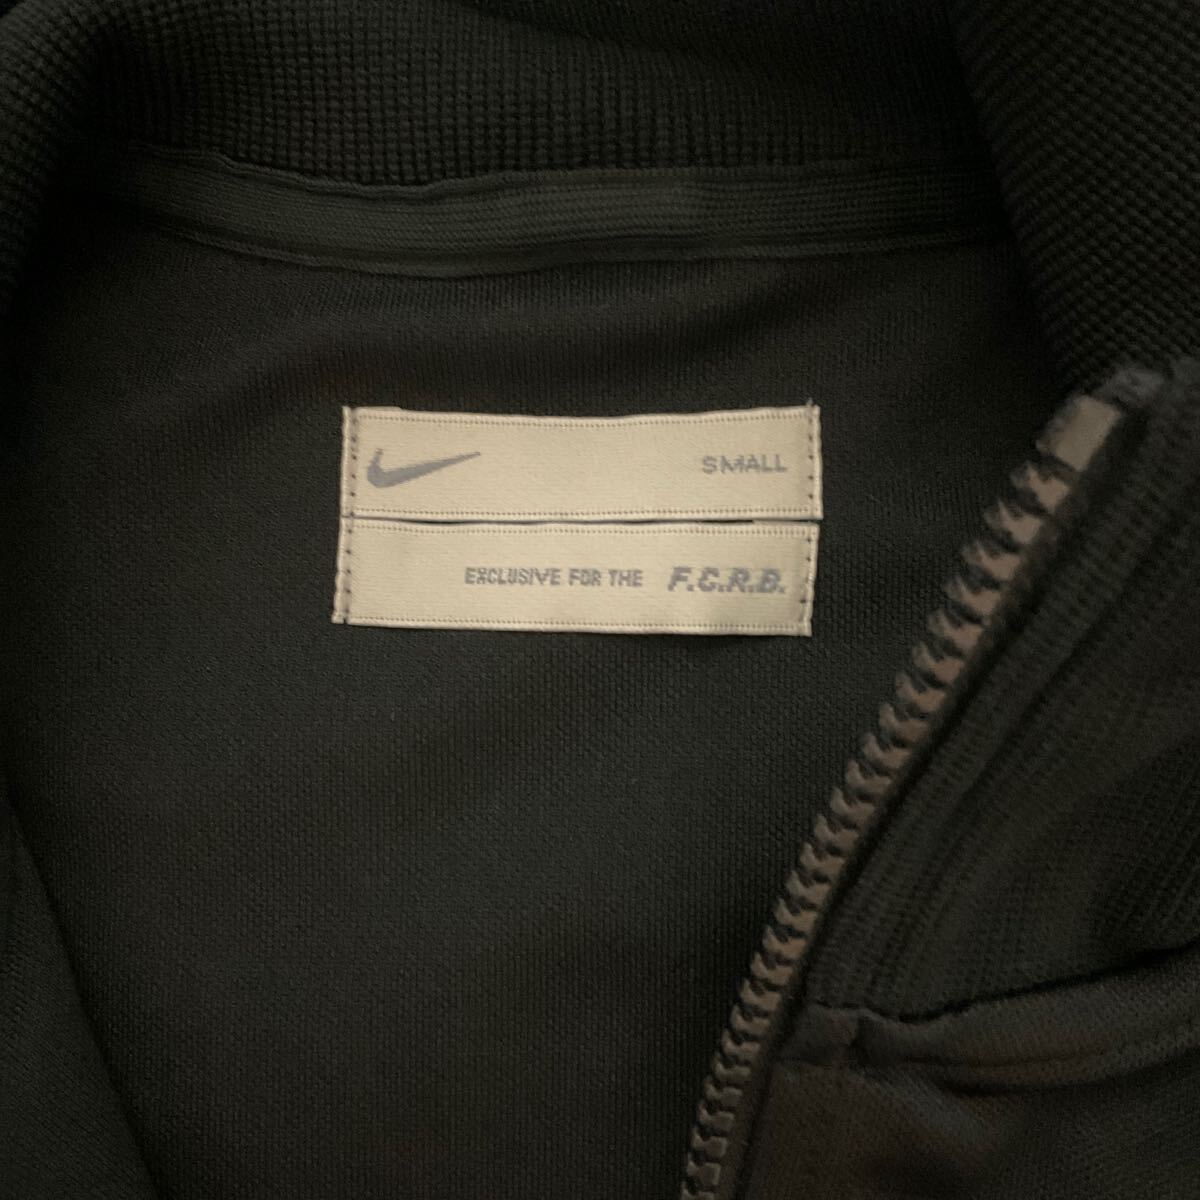 SMALL
EXCLUSIVE FOR THE F.C.R.B.